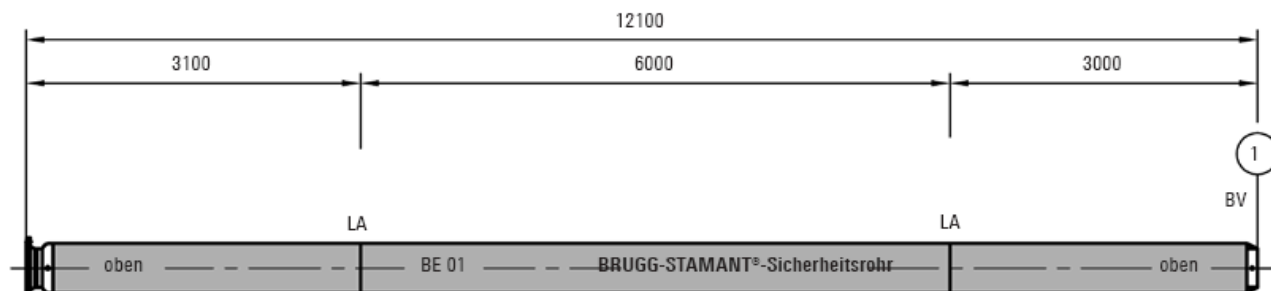 12100
3100 6000 3000
1
BV
LA LA
oben BE 01 BRUGG-STAMANT®-Sicherheitsrohr oben